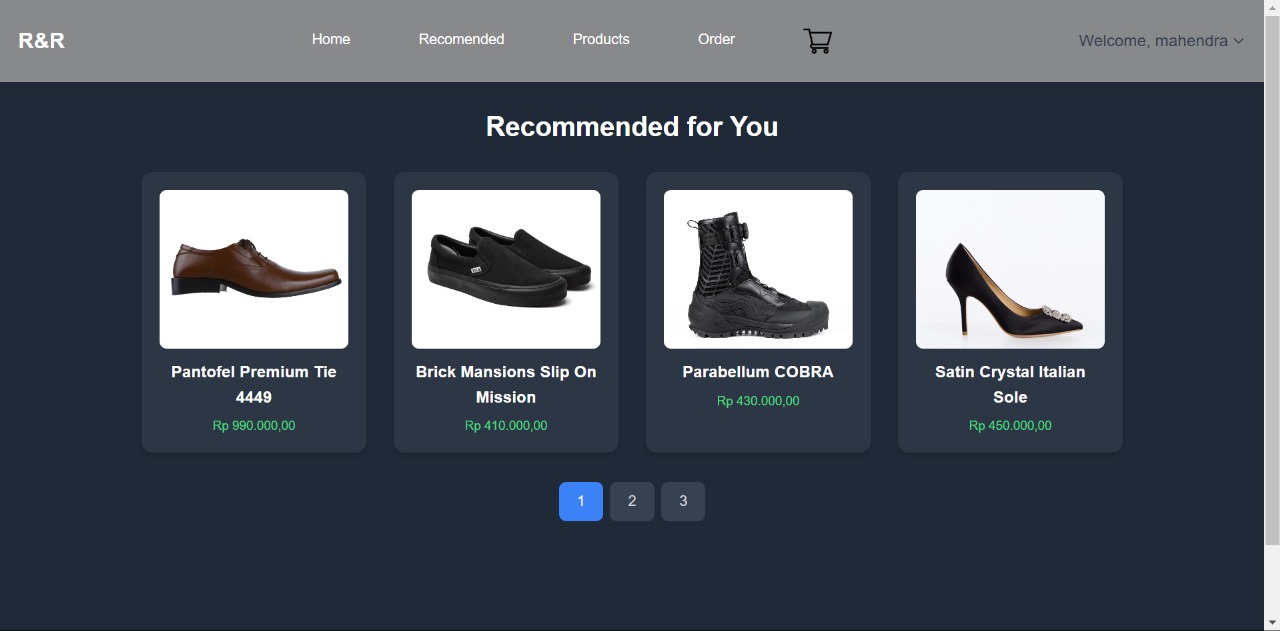 R&R
Home
Recomended
Products
Order
Welcome, mahendra
Recommended for You
Pantofel Premium Tie
4449
Rp 990.000,00
Brick Mansions Slip On
Mission
Rp 410.000,00
Parabellum COBRA
Rp 430.000,00
Satin Crystal Italian
Sole
Rp 450.000,00
1
2
3